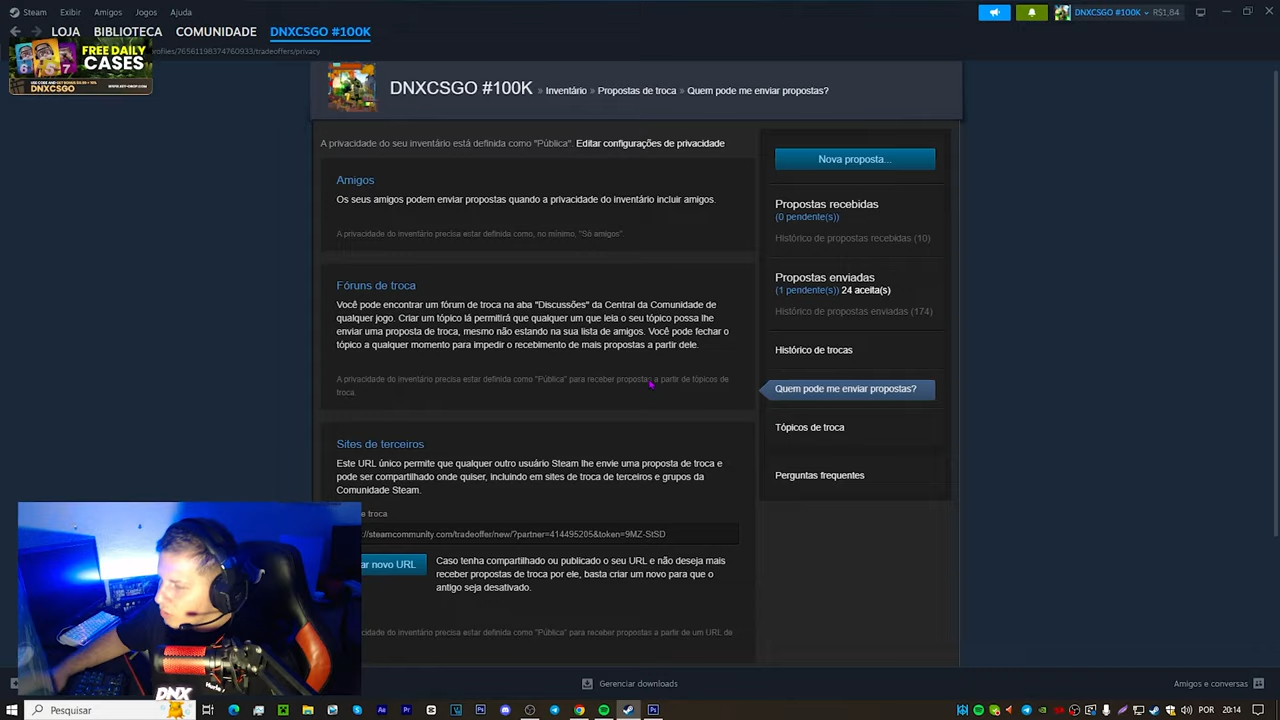 Steam Exibir Amigos Jogos Ajuda
DNXCSGO #100K R$1,84
LOJA BIBLIOTECA COMUNIDADE DNXCSGO #100K
rofiles/76561198374760933/tradeoffers/privacy
FREE DAILY
CASES
DNXCSGO
DNXCSGO #100K » Inventário » Propostas de troca » Quem pode me enviar propostas?
A privacidade do seu inventário está definida como "Pública". Editar configurações de privacidade
Amigos
Os seus amigos podem enviar propostas quando a privacidade do inventário incluir amigos.
A privacidade do inventário precisa estar definida como, no mínimo, "Só amigos".
Fóruns de troca
Você pode encontrar um fórum de troca na aba "Discussões" da Central da Comunidade de
qualquer jogo. Criar um tópico lá permitirá que qualquer um que leia o seu tópico possa lhe
enviar uma proposta de troca, mesmo não estando na sua lista de amigos. Você pode fechar o
tópico a qualquer momento para impedir o recebimento de mais propostas a partir dele.
A privacidade do inventário precisa estar definida como "Pública" para receber propostas a partir de tópicos de
troca.
Sites de terceiros
Este URL único permite que qualquer outro usuário Steam lhe envie uma proposta de troca e
pode ser compartilhado onde quiser, incluindo em sites de troca de terceiros e grupos da
Comunidade Steam.
e troca
://steamcommunity.com/tradeoffer/new/?partner=414495205&token=9MZ-StSD
ar novo URL
Caso tenha compartilhado ou publicado o seu URL e não deseja mais
receber propostas de troca por ele, basta criar um novo para que o
antigo seja desativado.
cidade do inventário precisa estar definida como "Pública" para receber propostas a partir de um URL de
Nova proposta...
Propostas recebidas
(0 pendente(s))
Histórico de propostas recebidas (10)
Propostas enviadas
(1 pendente(s)) 24 aceita(s)
Histórico de propostas enviadas (174)
Histórico de trocas
Quem pode me enviar propostas?
Tópicos de troca
Perguntas frequentes
DNX
Gerenciar downloads
Amigos e conversas
Pesquisar
POR 20:14